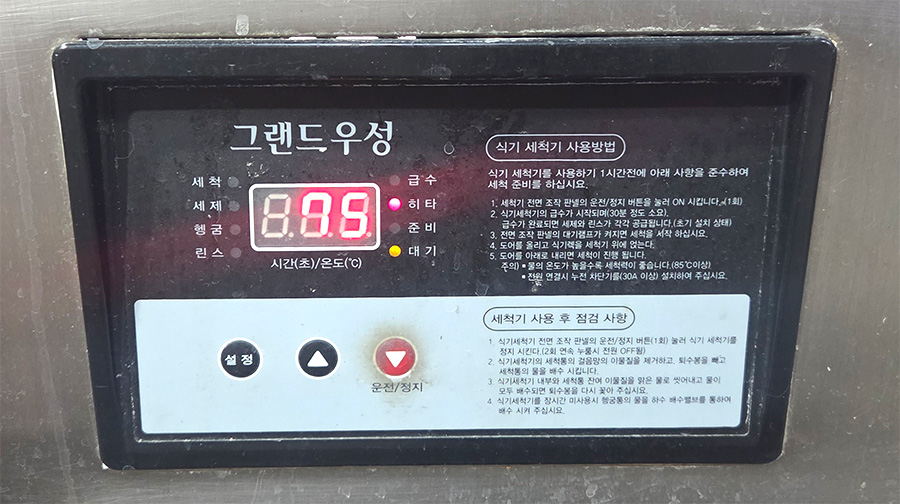 그랜드우성
세척
세제
헹굼
린스
75
급수
히타
준비
대기
시간(초)/온도(℃)
식기 세척기 사용방법
식기 세척기를 사용하기 1시간전에 아래 사항을 준수하여
세척 준비를 하십시요.
1. 세척기 전면 조작 판넬의 운전/정지 버튼을 눌러 ON 시킵니다.(1회)
2. 식기세척기의 급수가 시작되며(30분 정도 소요),
급수가 완료되면 세제와 린스가 각각 공급됩니다.(초기 설치 상태)
3. 전면 조작 판넬의 대기램프가 켜지면 세척을 시작 하십시요.
4. 도어를 올리고 식기랙을 세척기 위에 얹는다.
5. 도어를 아래로 내리면 세척이 진행 됩니다.
주의) ▪ 물의 온도가 높을수록 세척력이 좋습니다.(85℃이상)
▪ 전원 연결시 누전 차단기를(30A 이상) 설치하여 주십시요.
설정
▲
▼
운전/정지
세척기 사용 후 점검 사항
1. 식기세척기 전면 조작 판넬의 운전/정지 버튼(1회) 눌러 식기 세척기를
정지 시킨다.(2회 연속 누름시 전원 OFF됨)
2. 식기세척기의 세척통의 걸음망의 이물질을 제거하고, 퇴수봉을 빼고
세척통의 물을 배수 시킵니다.
3. 식기세척기 내부와 세척통 잔여 이물질을 맑은 물로 씻어내고 물이
모두 배수되면 퇴수봉을 다시 꽂아 주십시요.
4. 식기세척기를 장시간 미사용시 헹굼통의 물을 하수 배수밸브를 통하여
배수 시켜 주십시요.